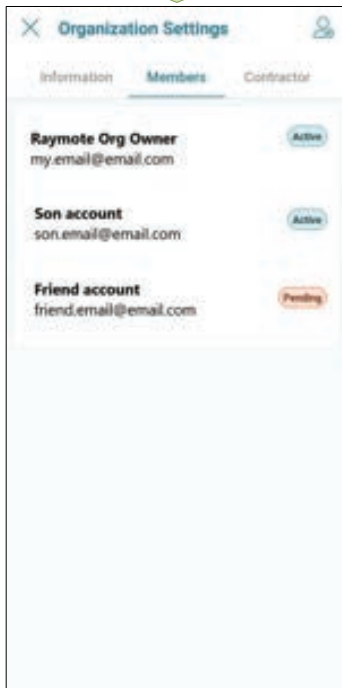 Organization Settings
Information Members Contractor
Raymote Org Owner Active
my.email@email.com
Son account Active
son.email@email.com
Friend account Pending
friend.email@email.com